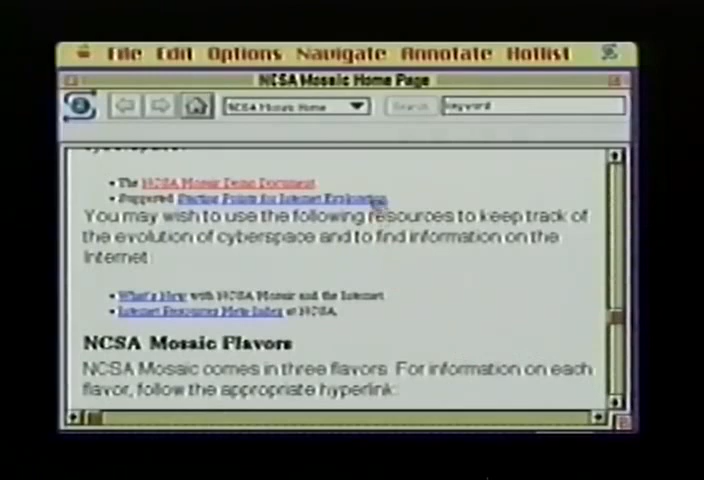 File Edit Options Navigate Annotate Hotlist
NCSA Mosaic Home Page
NCSA Mosaic Home Search keyword
cyberspace.
• The NCSA Mosaic Demo Document.
• Supported Starting Points for Internet
You may wish to use the following resources to keep track of
the evolution of cyberspace and to find information on the
Internet:
• What's New with NCSA Mosaic and the Internet.
• Internet Resources Meta-Index at NCSA.
NCSA Mosaic Flavors
NCSA Mosaic comes in three flavors. For information on each
flavor, follow the appropriate hyperlink: